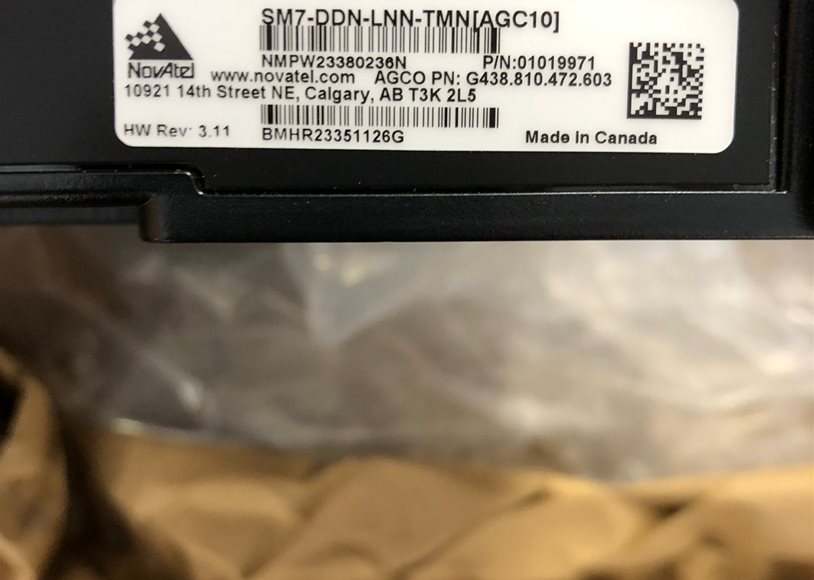 SM7-DDN-LNN-TMN[AGC10]
NovAtel
NMPW23380236N P/N:01019971
www.novatel.com AGCO PN: G438.810.472.603
10921 14th Street NE, Calgary, AB T3K 2L5
HW Rev: 3.11 BMHR23351126G Made in Canada